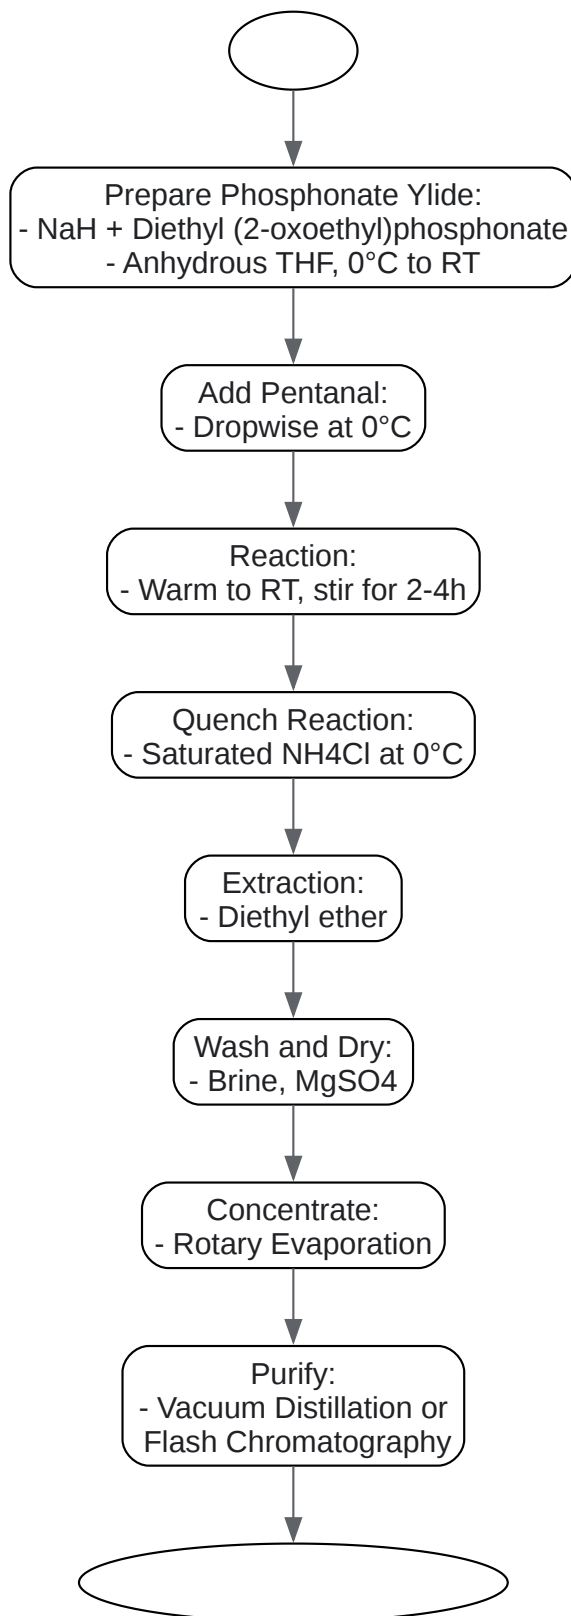 Prepare Phosphonate Ylide:
- NaH + Diethyl (2-oxoethyl)phosphonate
- Anhydrous THF, 0°C to RT
Add Pentanal:
- Dropwise at 0°C
Reaction:
- Warm to RT, stir for 2-4h
Quench Reaction:
- Saturated NH4Cl at 0°C
Extraction:
- Diethyl ether
Wash and Dry:
- Brine, MgSO4
Concentrate:
- Rotary Evaporation
Purify:
- Vacuum Distillation or
Flash Chromatography